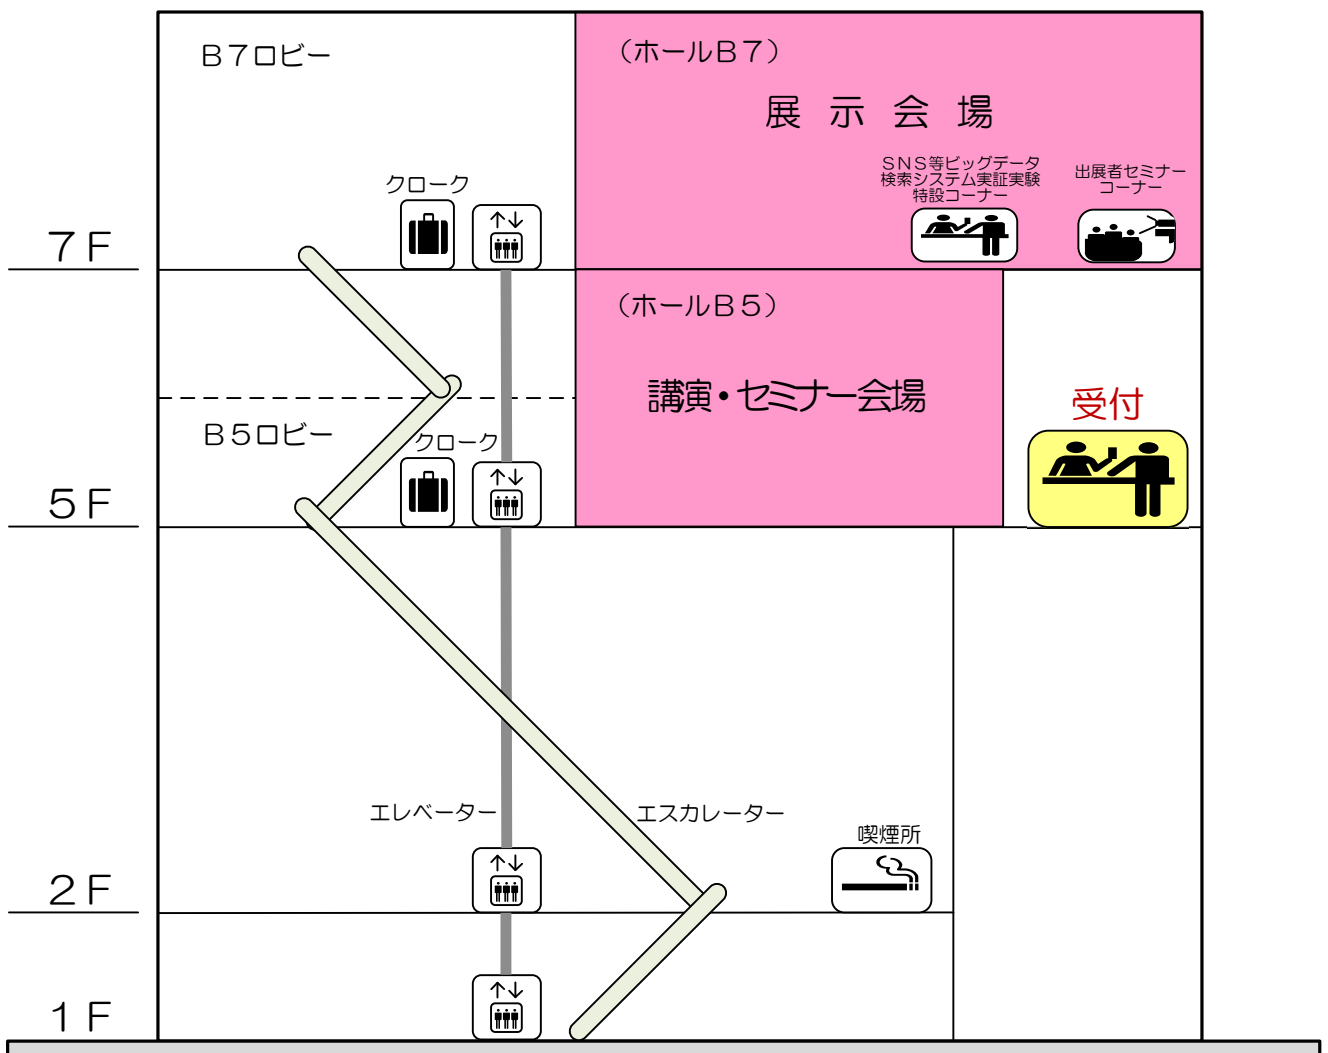 B7ロビー
（ホールB7）
展示会場
SNS等ビッグデータ
検索システム実証実験
特設コーナー
出展者セミナー
コーナー
クローク
7F
（ホールB5）
講演・セミナー会場
受付
B5ロビー
クローク
5F
エレベーター
エスカレーター
喫煙所
2F
1F